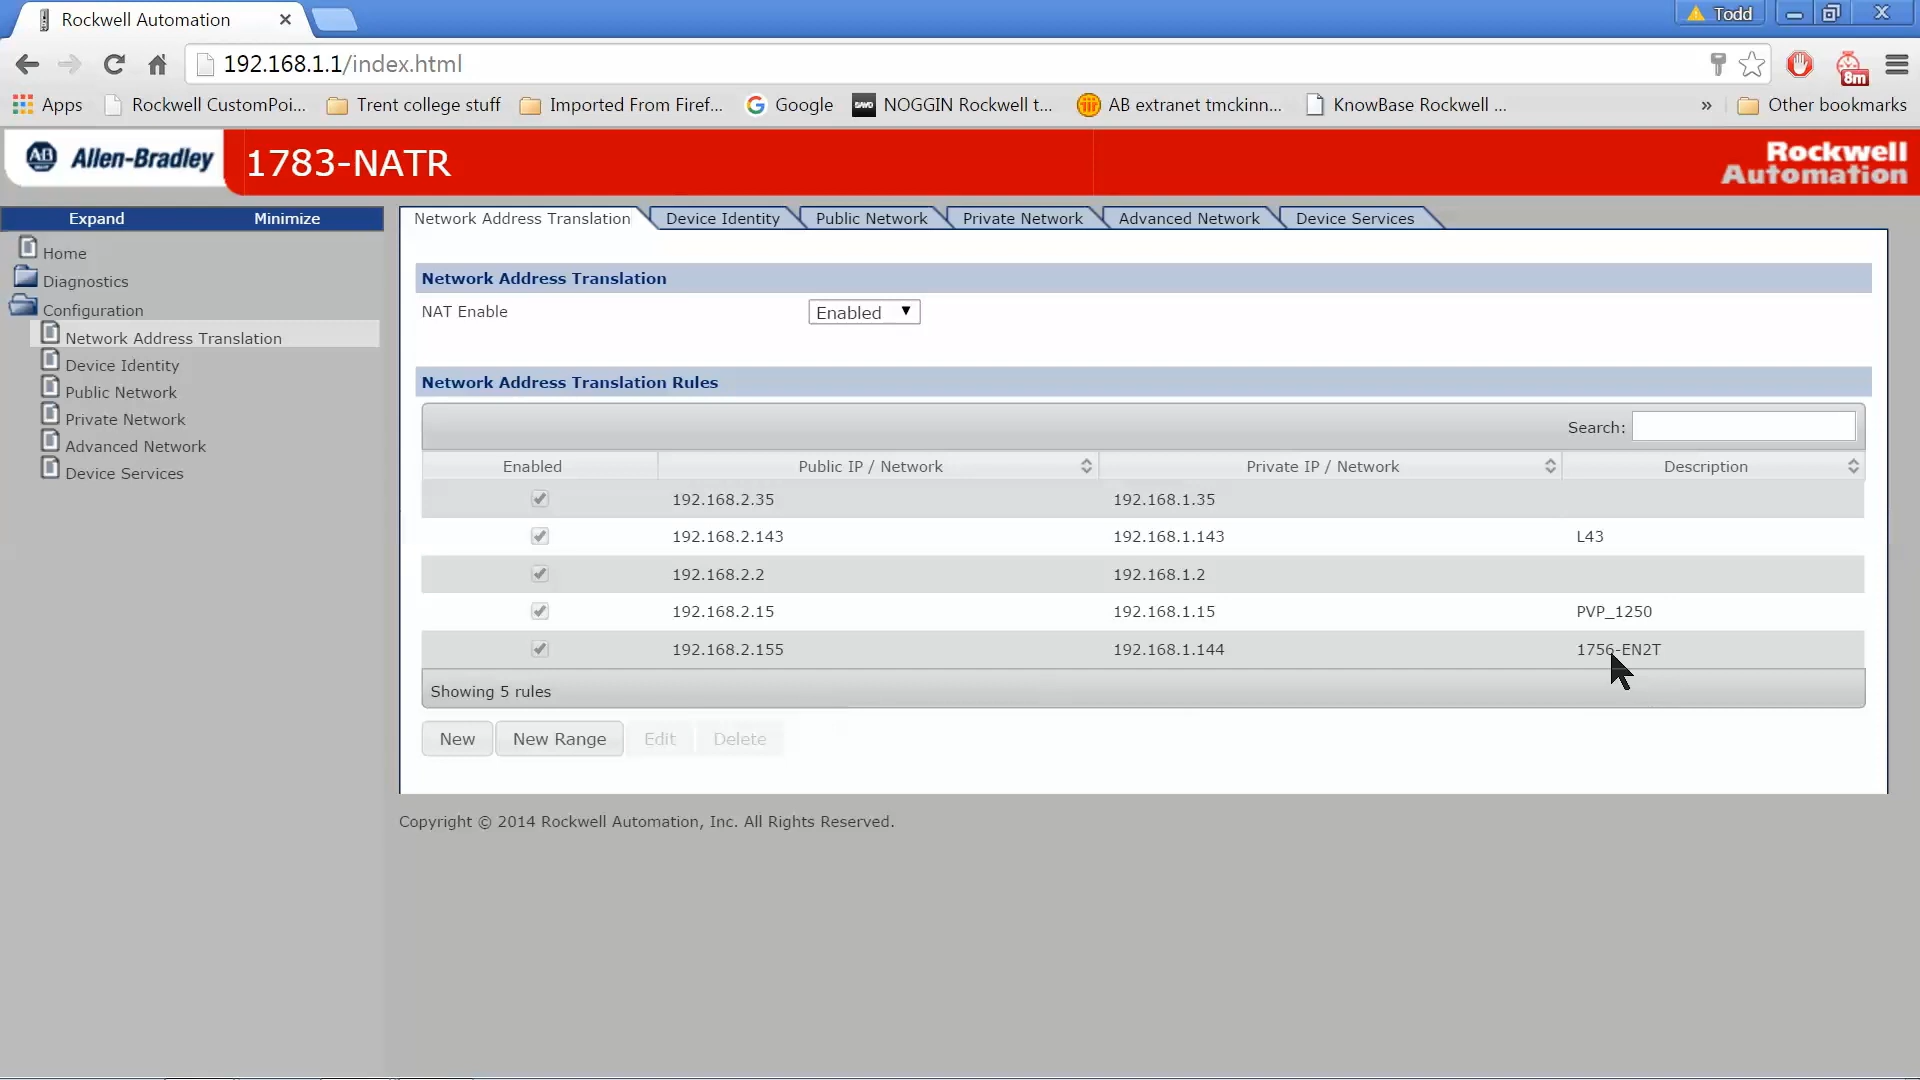 Rockwell Automation
Todd
192.168.1.1/index.html
8m
Apps Rockwell CustomPoi... Trent college stuff Imported From Firef... Google NOGGIN Rockwell t... AB extranet tmckinn... KnowBase Rockwell ... » Other bookmarks
AB Allen-Bradley 1783-NATR Rockwell Automation
Expand Minimize
Home
Diagnostics
Configuration
Network Address Translation
Device Identity
Public Network
Private Network
Advanced Network
Device Services
Network Address Translation Device Identity Public Network Private Network Advanced Network Device Services
Network Address Translation
NAT Enable Enabled
Network Address Translation Rules
Search:
Enabled Public IP / Network Private IP / Network Description
192.168.2.35 192.168.1.35
192.168.2.143 192.168.1.143 L43
192.168.2.2 192.168.1.2
192.168.2.15 192.168.1.15 PVP_1250
192.168.2.155 192.168.1.144 1756-EN2T
Showing 5 rules
New New Range Edit Delete
Copyright © 2014 Rockwell Automation, Inc. All Rights Reserved.